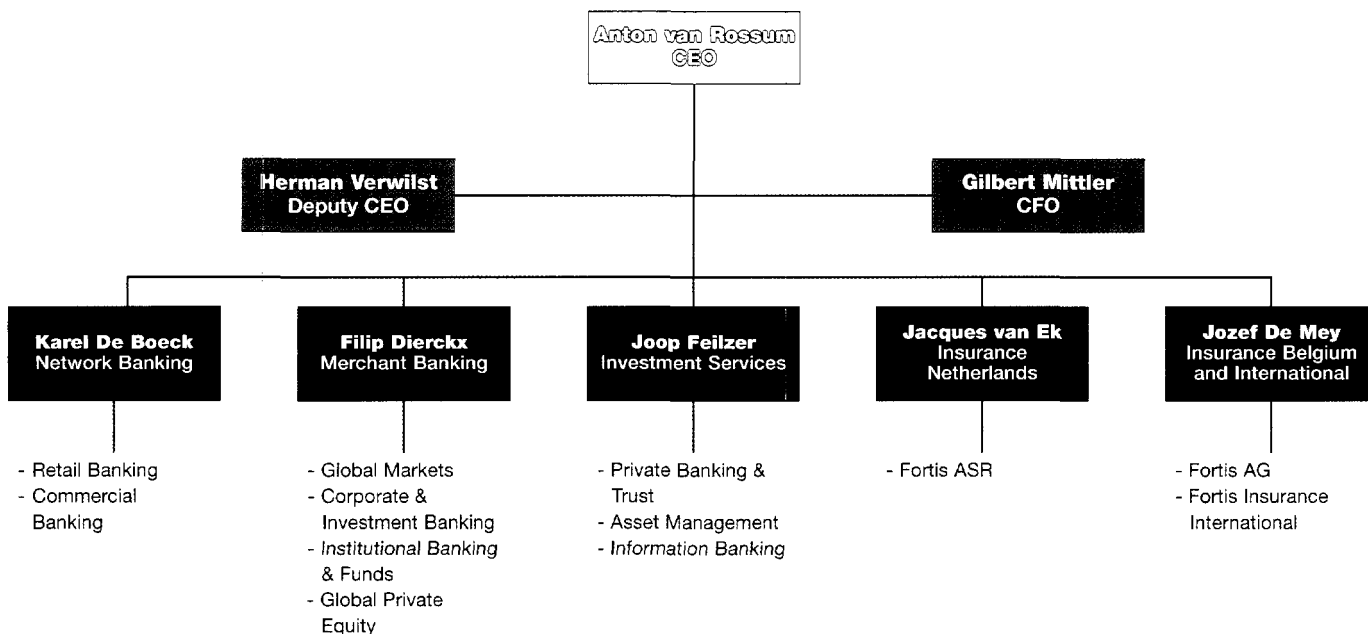 Anton van Rossum
CEO
Herman Verwilst
Deputy CEO
Gilbert Mittler
CFO
Karel De Boeck
Network Banking
Filip Dierckx
Merchant Banking
Joop Feilzer
Investment Services
Jacques van Ek
Insurance
Netherlands
Jozef De Mey
Insurance Belgium
and International
- Retail Banking
- Commercial
Banking
- Global Markets
- Corporate &
Investment Banking
- Institutional Banking
& Funds
- Global Private
Equity
- Private Banking &
Trust
- Asset Management
- Information Banking
- Fortis ASR
- Fortis AG
- Fortis Insurance
International